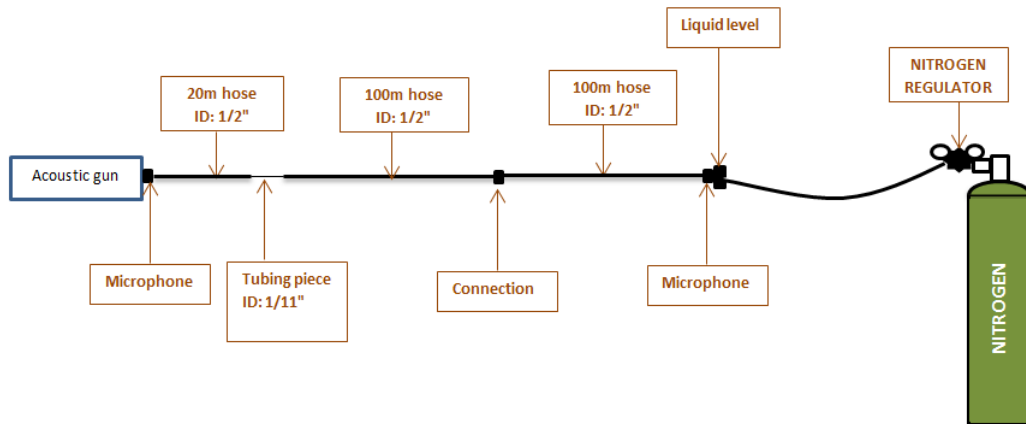 Liquid level
NITROGEN
REGULATOR
20m hose
ID: 1/2"
100m hose
ID: 1/2"
100m hose
ID: 1/2"
Acoustic gun
Microphone
Tubing piece
ID: 1/11"
Connection
Microphone
NITROGEN